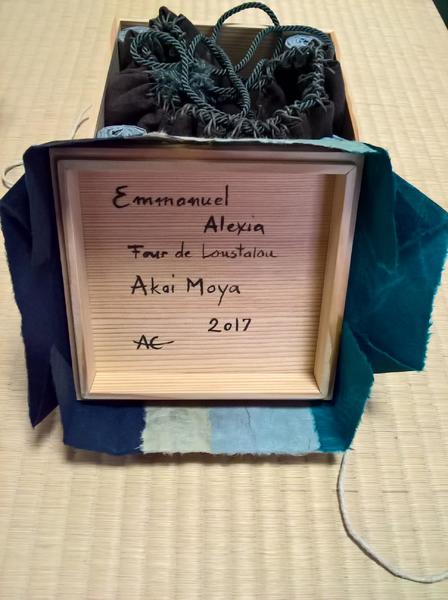 Emmanuel
Alexia
Four de Loustalou
Akai Moya
2017
AC